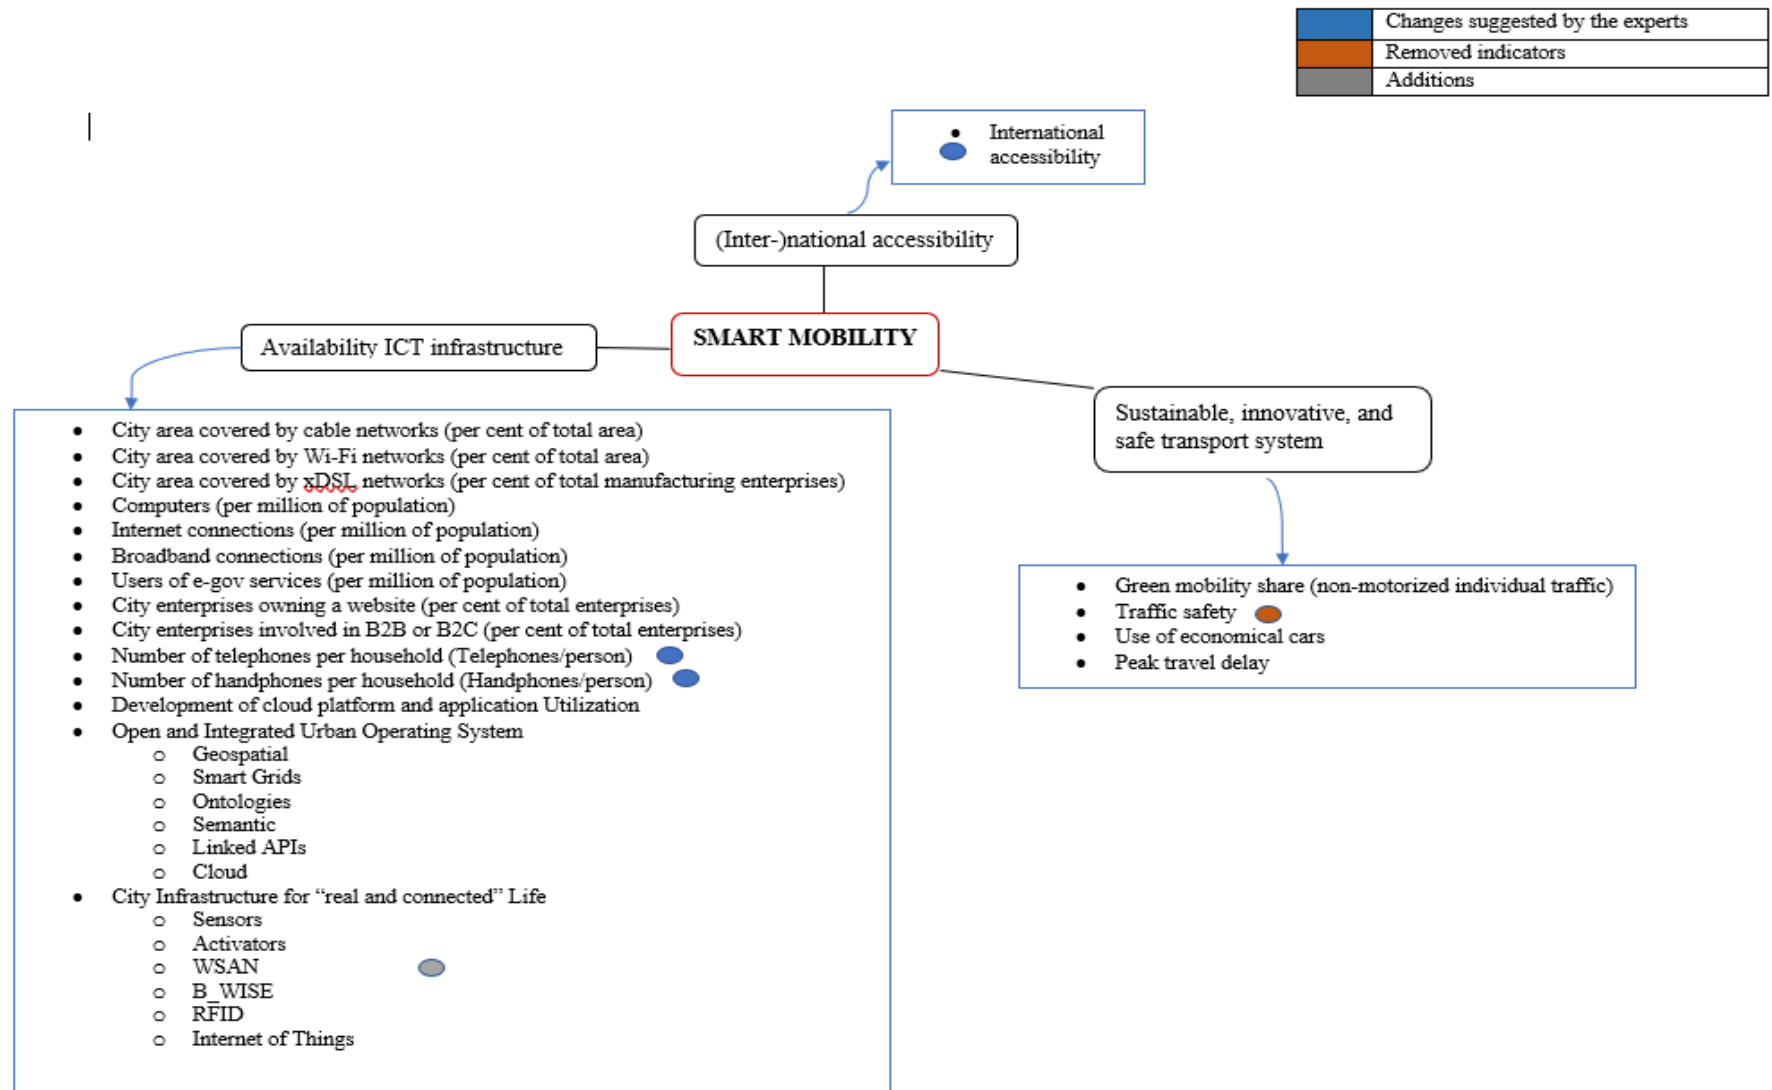 Changes suggested by the experts
Removed indicators
Additions
• International
accessibility
(Inter-)national accessibility
SMART MOBILITY
Availability ICT infrastructure
Sustainable, innovative, and
safe transport system
• City area covered by cable networks (per cent of total area)
• City area covered by Wi-Fi networks (per cent of total area)
• City area covered by xDSL networks (per cent of total manufacturing enterprises)
• Computers (per million of population)
• Internet connections (per million of population)
• Broadband connections (per million of population)
• Users of e-gov services (per million of population)
• City enterprises owning a website (per cent of total enterprises)
• City enterprises involved in B2B or B2C (per cent of total enterprises)
• Number of telephones per household (Telephones/person)
• Number of handphones per household (Handphones/person)
• Development of cloud platform and application Utilization
• Open and Integrated Urban Operating System
o Geospatial
o Smart Grids
o Ontologies
o Semantic
o Linked APIs
o Cloud
• City Infrastructure for “real and connected” Life
o Sensors
o Activators
o WSAN
o B_WISE
o RFID
o Internet of Things
• Green mobility share (non-motorized individual traffic)
• Traffic safety
• Use of economical cars
• Peak travel delay